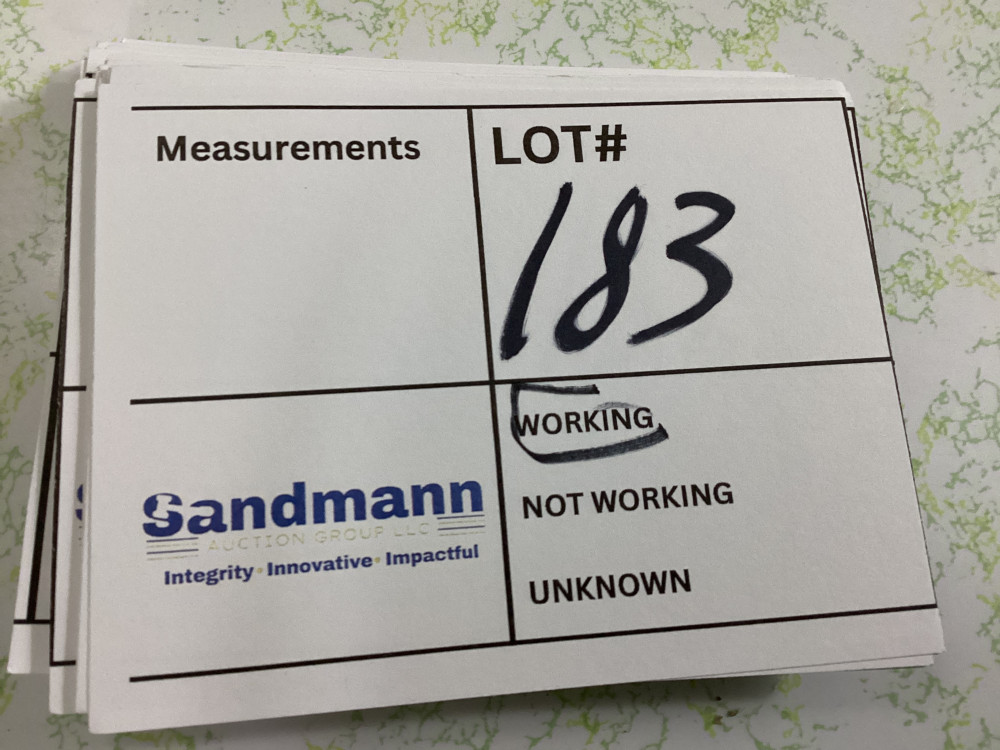 Measurements
LOT#
183
WORKING
NOT WORKING
UNKNOWN
Sandmann
AUCTION GROUP LLC
Integrity · Innovative · Impactful